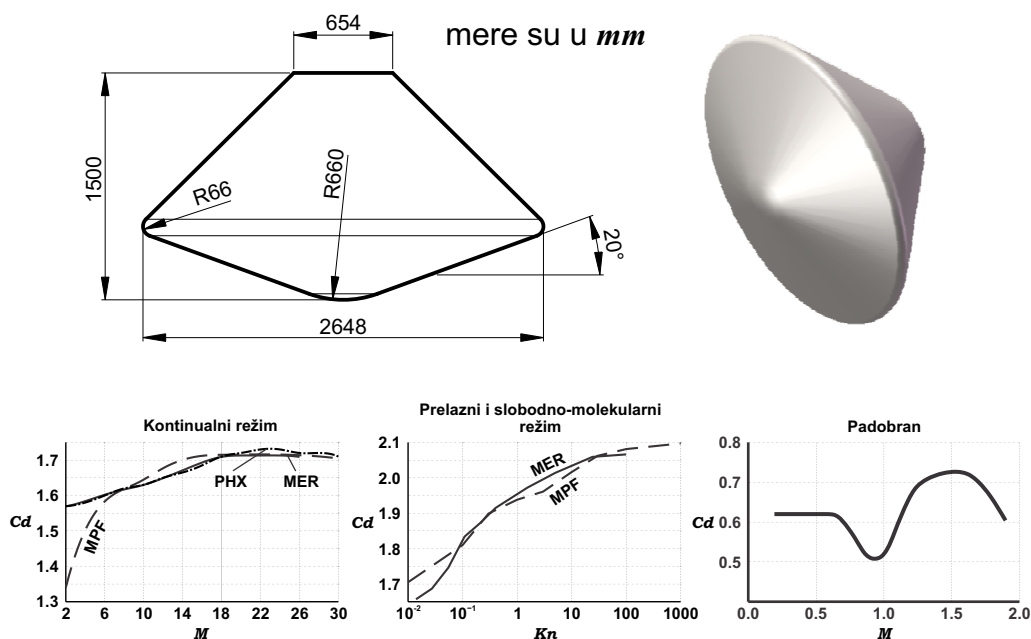 654
mere su u mm
1500
R66
R660
20°
2648
Kontinualni režim
Cd
1.7
1.6
1.5
1.4
1.3
MPF
PHX
MER
2 6 10 14 18 22 26 30
M
Prelazni i slobodno-molekularni
režim
2.1
2.0
1.9
1.8
1.7
Cd
MER
MPF
10⁻² 10⁻¹ 1 10 100 1000
Kn
Padobran
0.8
0.7
0.6
0.5
Cd
0.0 0.5 1.0 1.5 2.0
M